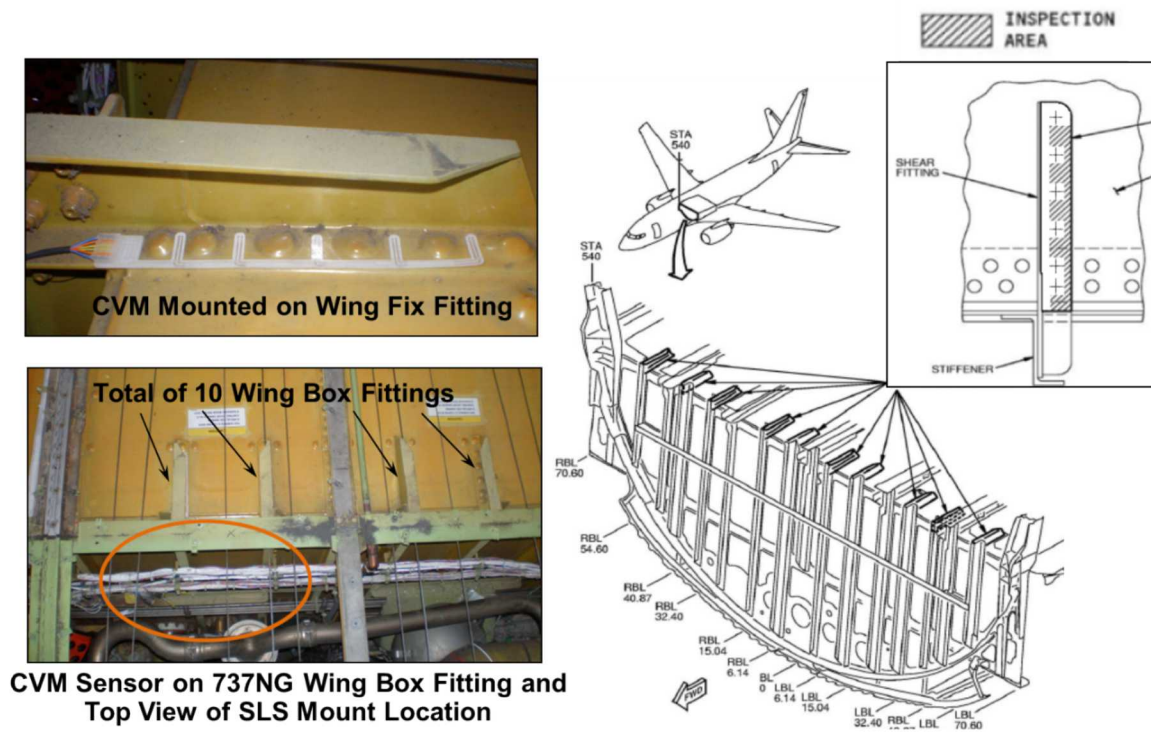 INSPECTION
AREA
CVM Mounted on Wing Fix Fitting
Total of 10 Wing Box Fittings
CVM Sensor on 737NG Wing Box Fitting and
Top View of SLS Mount Location
STA
540
SHEAR
FITTING
STIFFENER
STA
540
RBL
70.60
RBL
54.60
RBL
40.87
RBL
32.40
RBL
15.04
RBL
6.14
BL
0
LBL
6.14
LBL
15.04
LBL
32.40
RBL
LBL
LBL
70.60
FWD